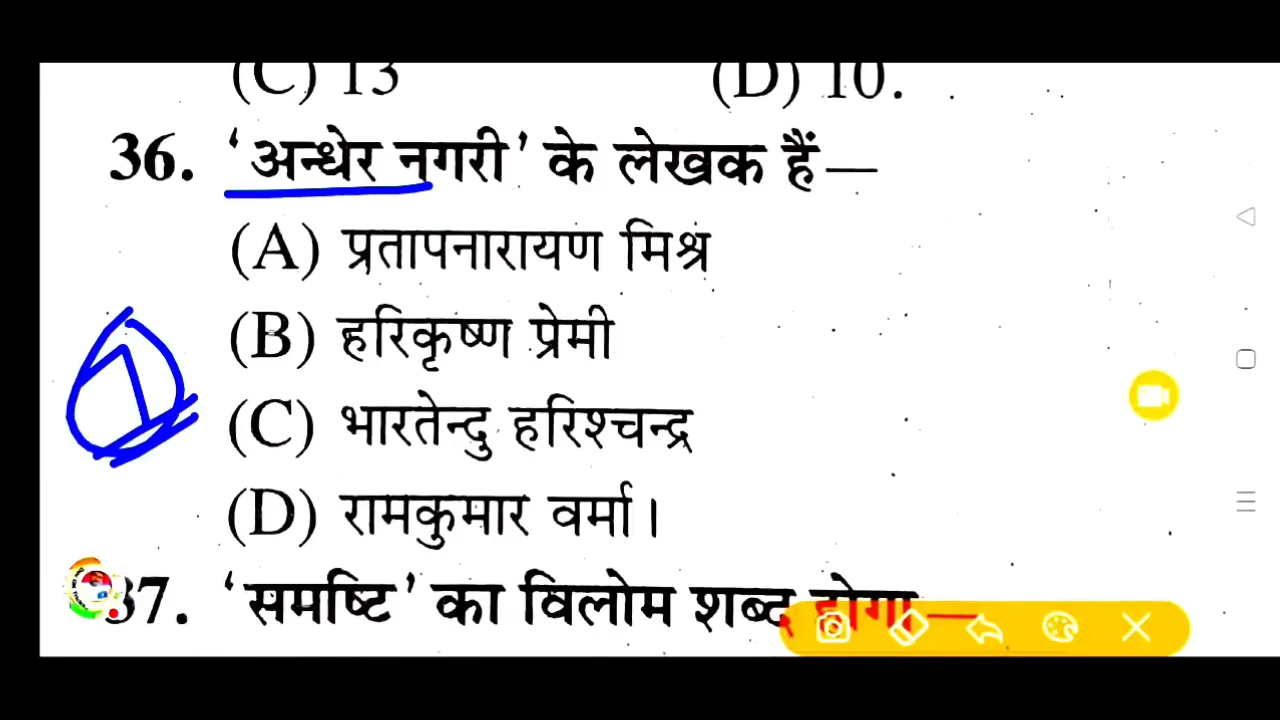 (C) 13 (D) 10.
36. 'अन्धेर नगरी' के लेखक हैं—
(A) प्रतापनारायण मिश्र
(B) हरिकृष्ण प्रेमी
(C) भारतेन्दु हरिश्चन्द्र
(D) रामकुमार वर्मा।
37. 'समष्टि' का विलोम शब्द होगा—